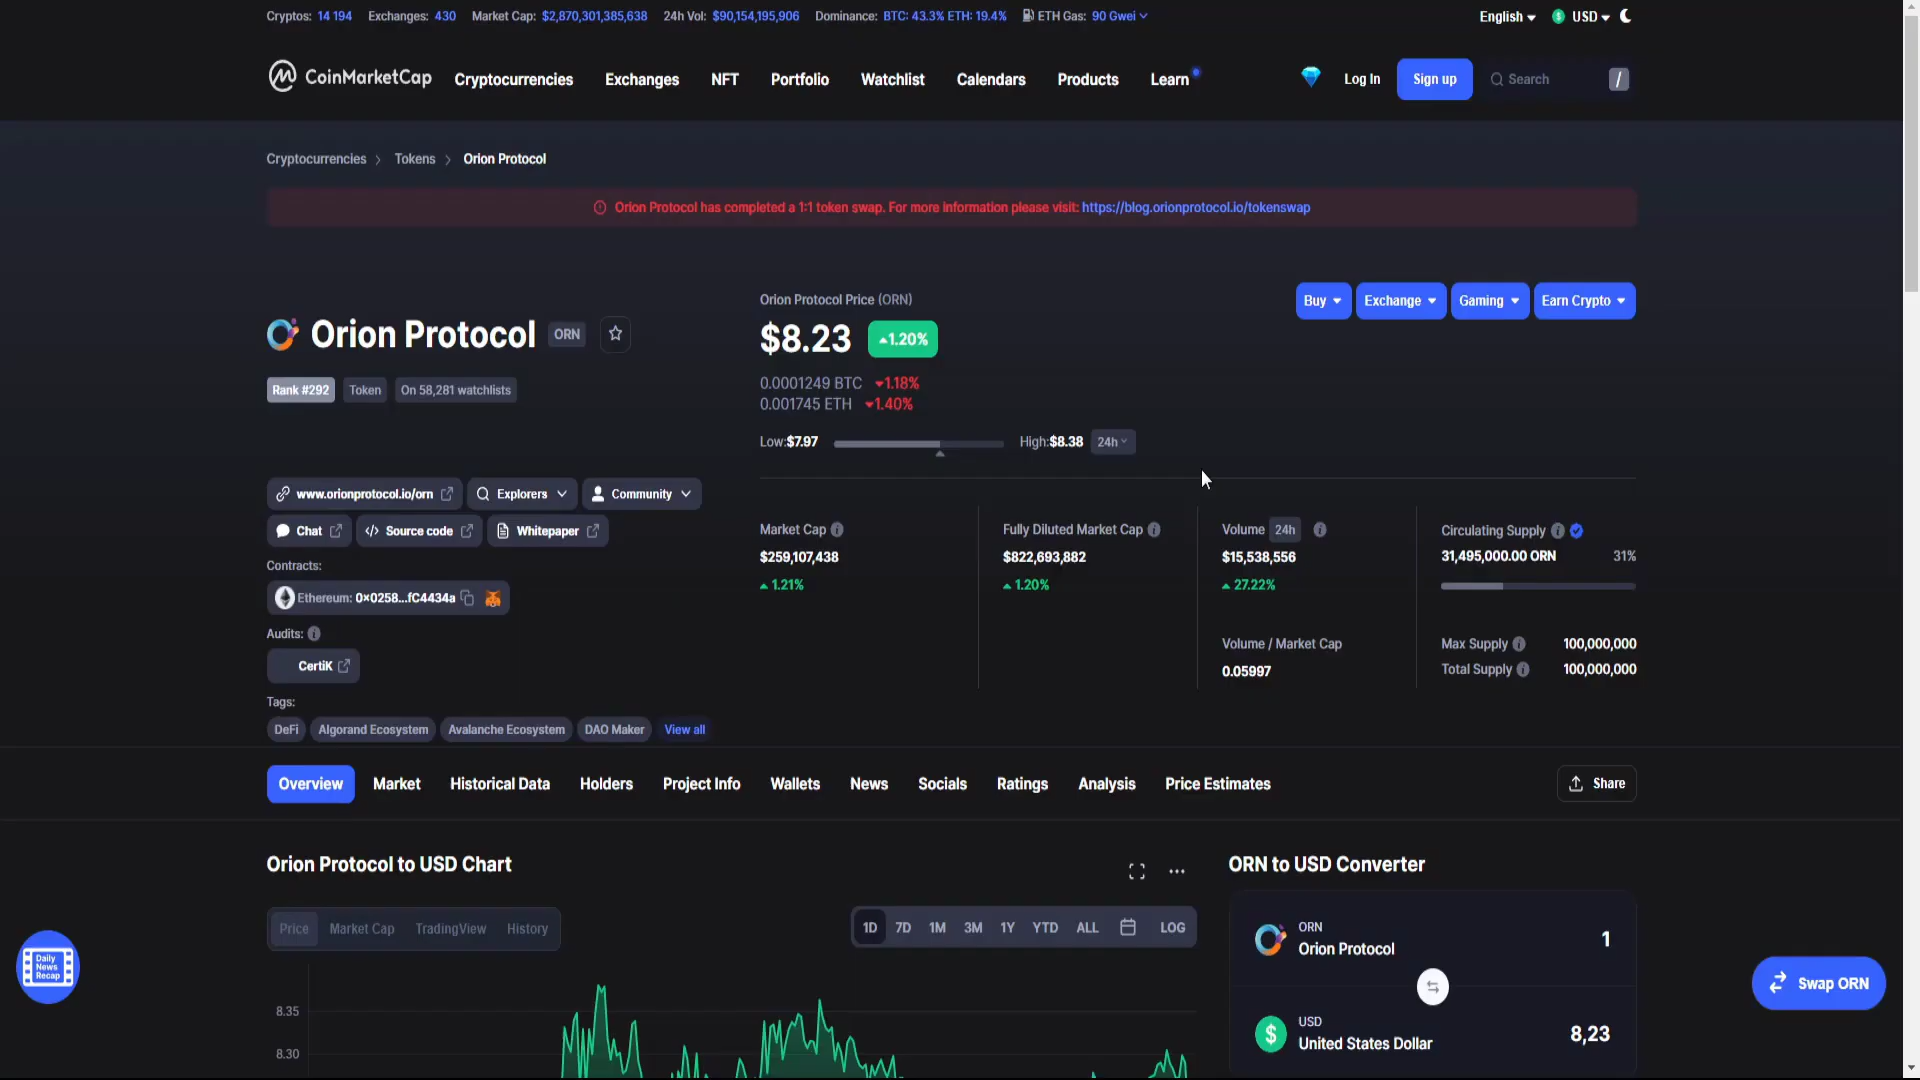 Cryptos: 14 194 Exchanges: 430 Market Cap: $2,870,301,385,638 24h Vol: $90,154,195,906 Dominance: BTC: 43.3% ETH: 19.4% ETH Gas: 90 Gwei English USD
CoinMarketCap Cryptocurrencies Exchanges NFT Portfolio Watchlist Calendars Products Learn Log In Sign up Search /
Cryptocurrencies > Tokens > Orion Protocol
Orion Protocol has completed a 1:1 token swap. For more information please visit: https://blog.orionprotocol.io/tokenswap
Orion Protocol ORN
Rank #292 Token On 58,281 watchlists
www.orionprotocol.io/orn Explorers Community
Chat </> Source code Whitepaper
Contracts:
Ethereum: 0x0258...fC4434a
Audits:
CertiK
Tags:
DeFi Algorand Ecosystem Avalanche Ecosystem DAO Maker View all
Orion Protocol Price (ORN)
$8.23 1.20%
0.0001249 BTC 1.18%
0.001745 ETH 1.40%
Low:$7.97 High:$8.38 24h
Buy Exchange Gaming Earn Crypto
Market Cap
$259,107,438
1.21%
Fully Diluted Market Cap
$822,693,882
1.20%
Volume 24h
$15,538,556
27.22%
Volume / Market Cap
0.05997
Circulating Supply
31,495,000.00 ORN 31%
Max Supply 100,000,000
Total Supply 100,000,000
Overview Market Historical Data Holders Project Info Wallets News Socials Ratings Analysis Price Estimates Share
Orion Protocol to USD Chart
Price Market Cap TradingView History 1D 7D 1M 3M 1Y YTD ALL LOG
8.35
8.30
ORN to USD Converter
ORN
Orion Protocol 1
USD
United States Dollar 8,23
Daily
News
Recap
Swap ORN